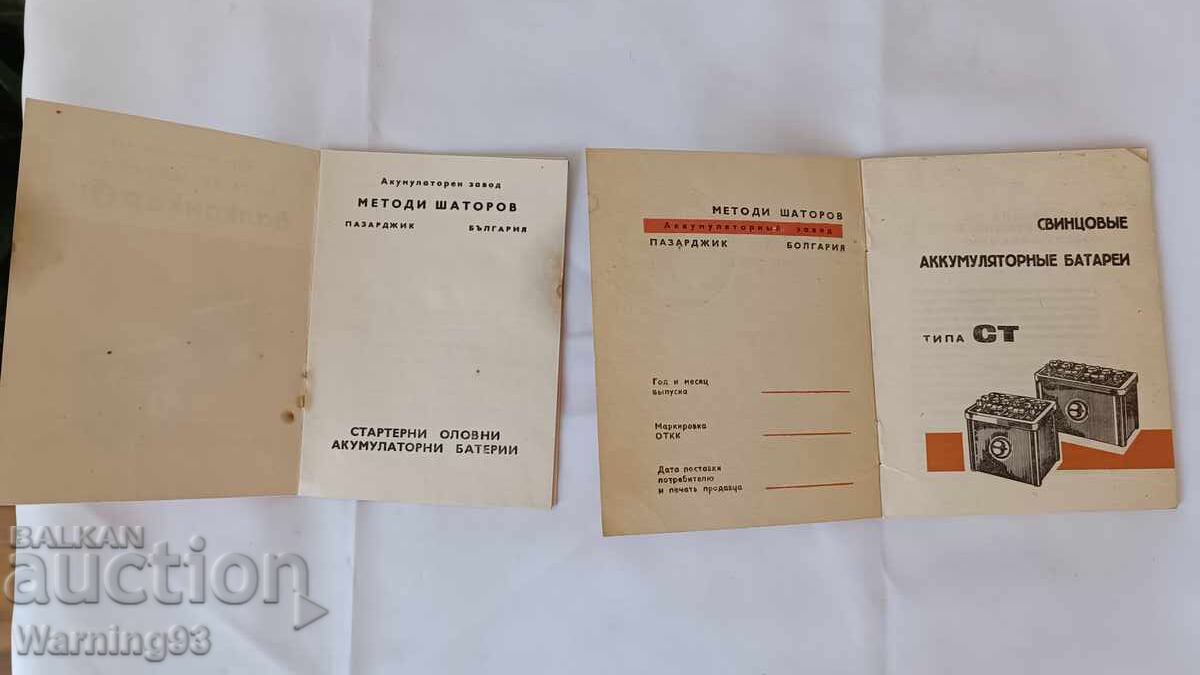 Акумулаторен завод
МЕТОДИ ШАТОРОВ
ПАЗАРДЖИК БЪЛГАРИЯ
СТАРТЕРНИ ОЛОВНИ
АКУМУЛАТОРНИ БАТЕРИИ
МЕТОДИ ШАТОРОВ
Аккумуляторный завод
ПАЗАРДЖИК БОЛГАРИЯ
Год и месяц
выпуска
Маркировка
ОТКК
Дата поставки
потребителю
и печать продавца
СВИНЦОВЫЕ
АККУМУЛЯТОРНЫЕ БАТАРЕИ
ТИПА СТ
BALKAN
auction
Warning93